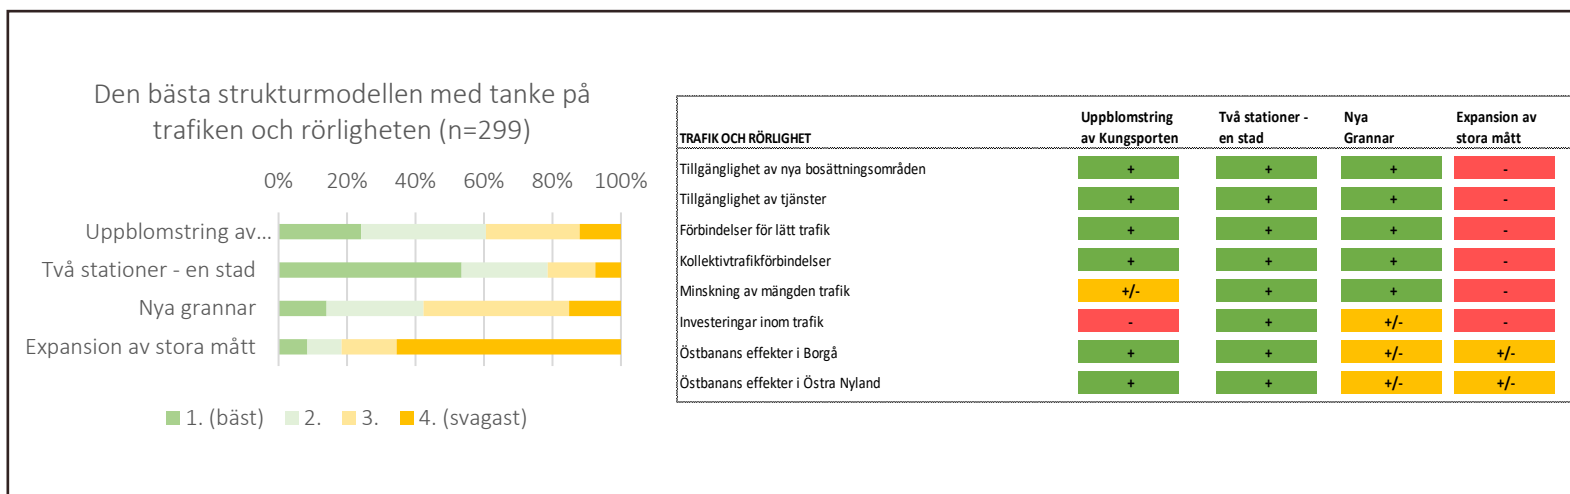 Den bästa strukturmodellen med tanke på
trafiken och rörligheten (n=299)
0% 20% 40% 60% 80% 100%
Uppblomstring av...
Två stationer - en stad
Nya grannar
Expansion av stora mått
1. (bäst) 2. 3. 4. (svagast)
TRAFIK OCH RÖRLIGHET Uppblomstring av Kungsporten Två stationer - en stad Nya Grannar Expansion av stora mått
Tillgänglighet av nya bosättningsområden + + + -
Tillgänglighet av tjänster + + + -
Förbindelser för lätt trafik + + + -
Kollektivtrafikförbindelser + + + -
Minskning av mängden trafik +/- + + -
Investeringar inom trafik - + +/- -
Östbanans effekter i Borgå + + +/- +/-
Östbanans effekter i Östra Nyland + + +/- +/-